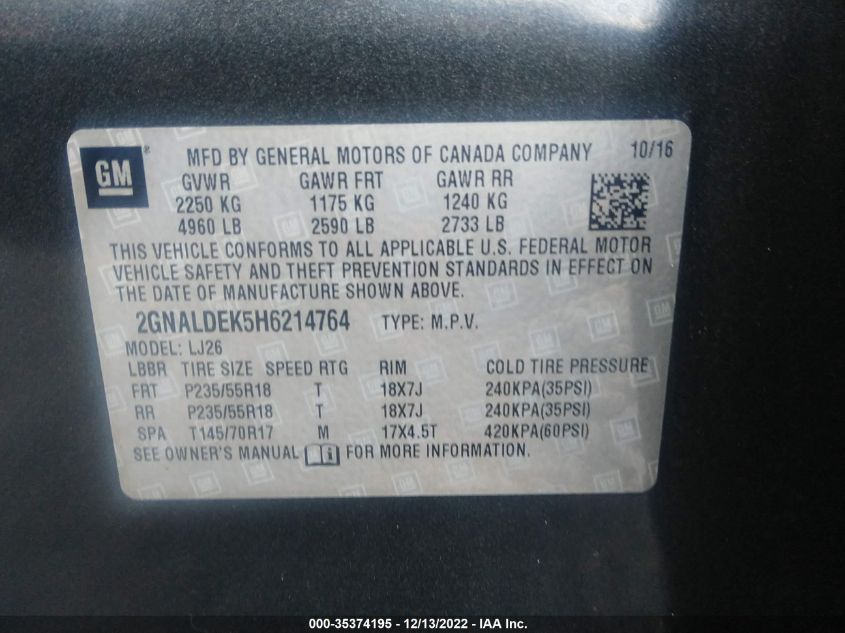 GM ® MFD BY GENERAL MOTORS OF CANADA COMPANY 10/16
GVWR GAWR FRT GAWR RR
2250 KG 1175 KG 1240 KG
4960 LB 2590 LB 2733 LB
THIS VEHICLE CONFORMS TO ALL APPLICABLE U.S. FEDERAL MOTOR
VEHICLE SAFETY AND THEFT PREVENTION STANDARDS IN EFFECT ON
THE DATE OF MANUFACTURE SHOWN ABOVE.
2GNALDEK5H6214764 TYPE: M.P.V.
MODEL: LJ26
LBBR TIRE SIZE SPEED RTG RIM COLD TIRE PRESSURE
FRT P235/55R18 T 18X7J 240KPA(35PSI)
RR P235/55R18 T 18X7J 240KPA(35PSI)
SPA T145/70R17 M 17X4.5T 420KPA(60PSI)
SEE OWNER'S MANUAL FOR MORE INFORMATION.
000-35374195 - 12/13/2022 - IAA Inc.